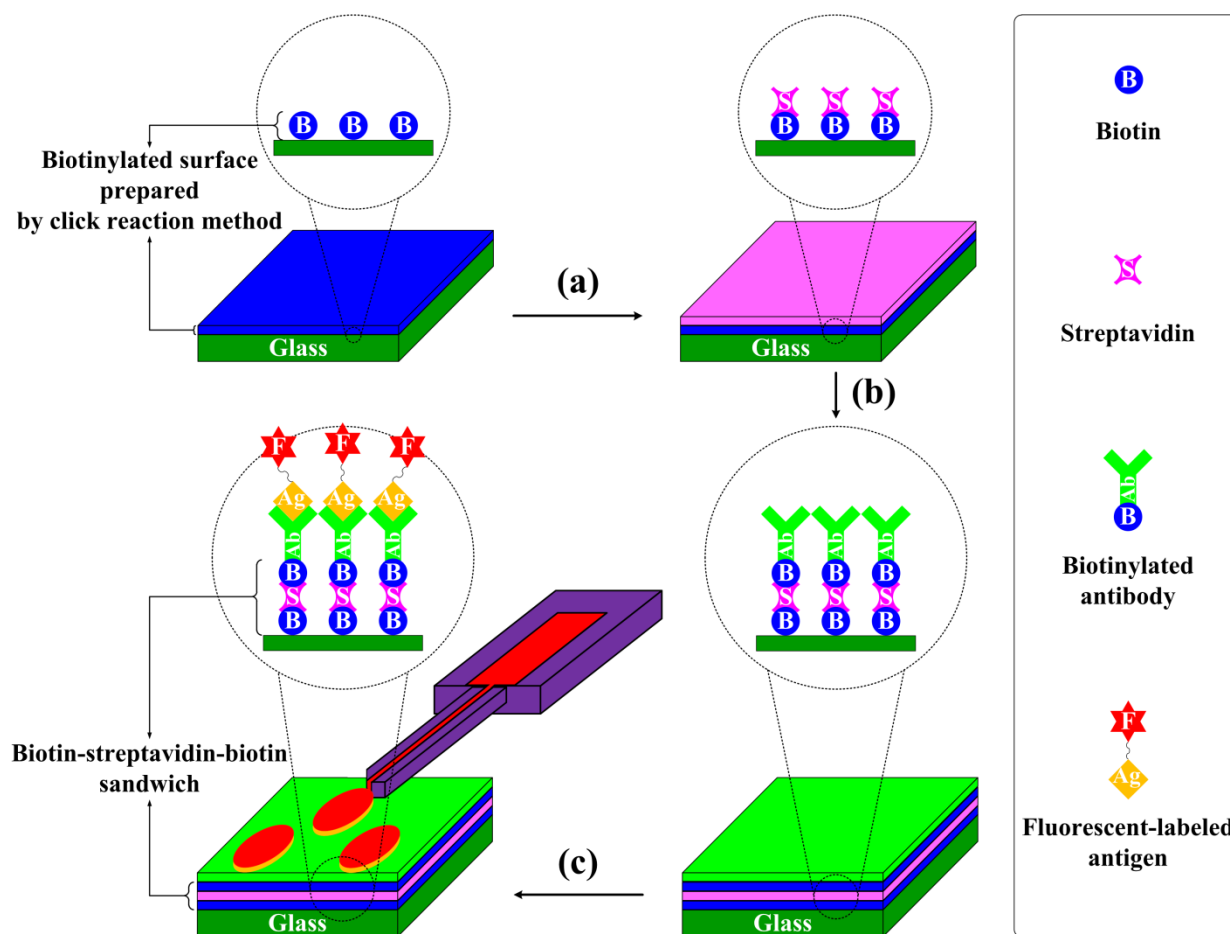 B B B
Biotinylated surface
prepared
by click reaction method
Glass
(a)
S S S
B B B
Glass
(b)
Ab Ab Ab
B B B
S S S
B B B
Glass
(c)
F F F
Ag Ag Ag
Ab Ab Ab
B B B
S S S
B B B
Biotin-streptavidin-biotin
sandwich
Glass
B
Biotin
S
Streptavidin
Ab
B
Biotinylated
antibody
F
Ag
Fluorescent-labeled
antigen